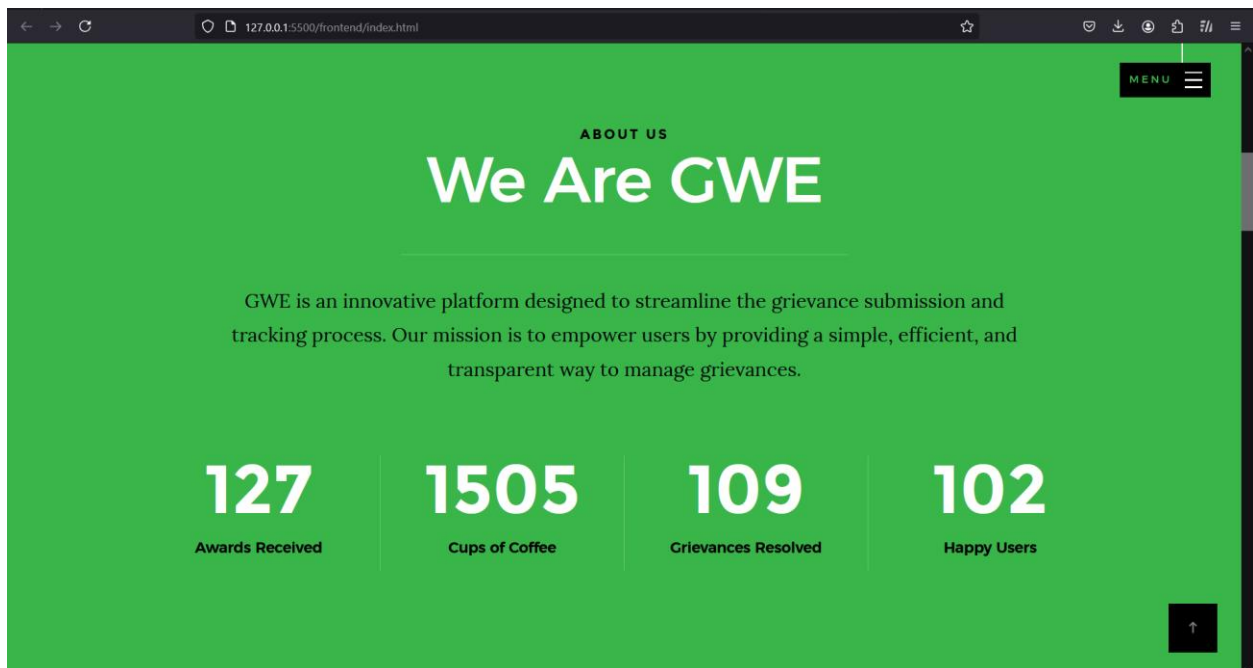 127.0.0.1:5500/frontend/index.html
MENU
ABOUT US
We Are GWE
GWE is an innovative platform designed to streamline the grievance submission and
tracking process. Our mission is to empower users by providing a simple, efficient, and
transparent way to manage grievances.
127 1505 109 102
Awards Received Cups of Coffee Grievances Resolved Happy Users